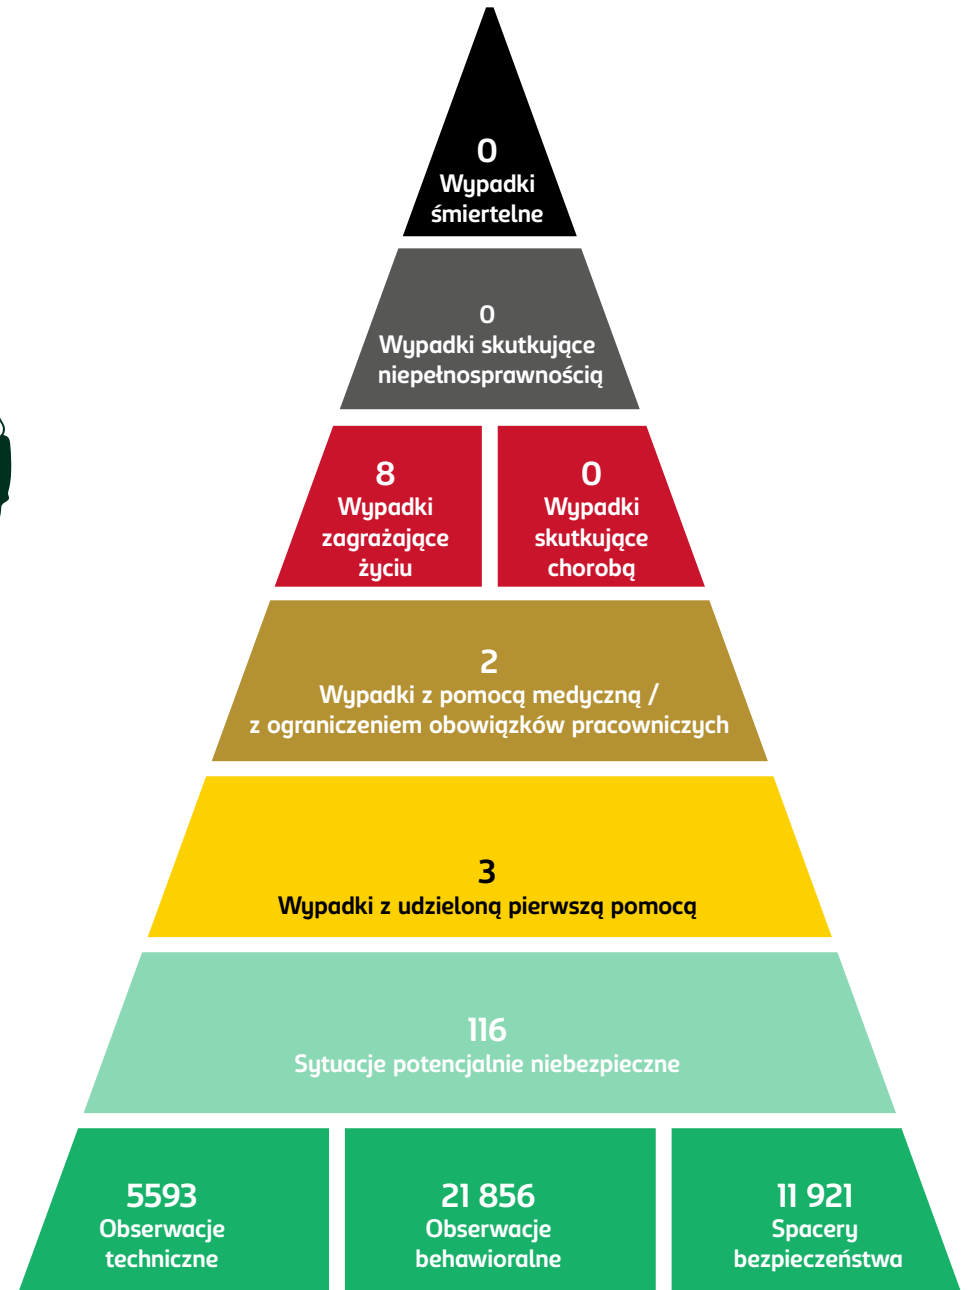 0
Wypadki
śmiertelne
0
Wypadki skutkujące
niepełnosprawnością
8
Wypadki
zagrażające
życiu
0
Wypadki
skutkujące
chorobą
2
Wypadki z pomocą medyczną /
z ograniczeniem obowiązków pracowniczych
3
Wypadki z udzieloną pierwszą pomocą
116
Sytuacje potencjalnie niebezpieczne
5593
Obserwacje
techniczne
21 856
Obserwacje
behawioralne
11 921
Spacery
bezpieczeństwa